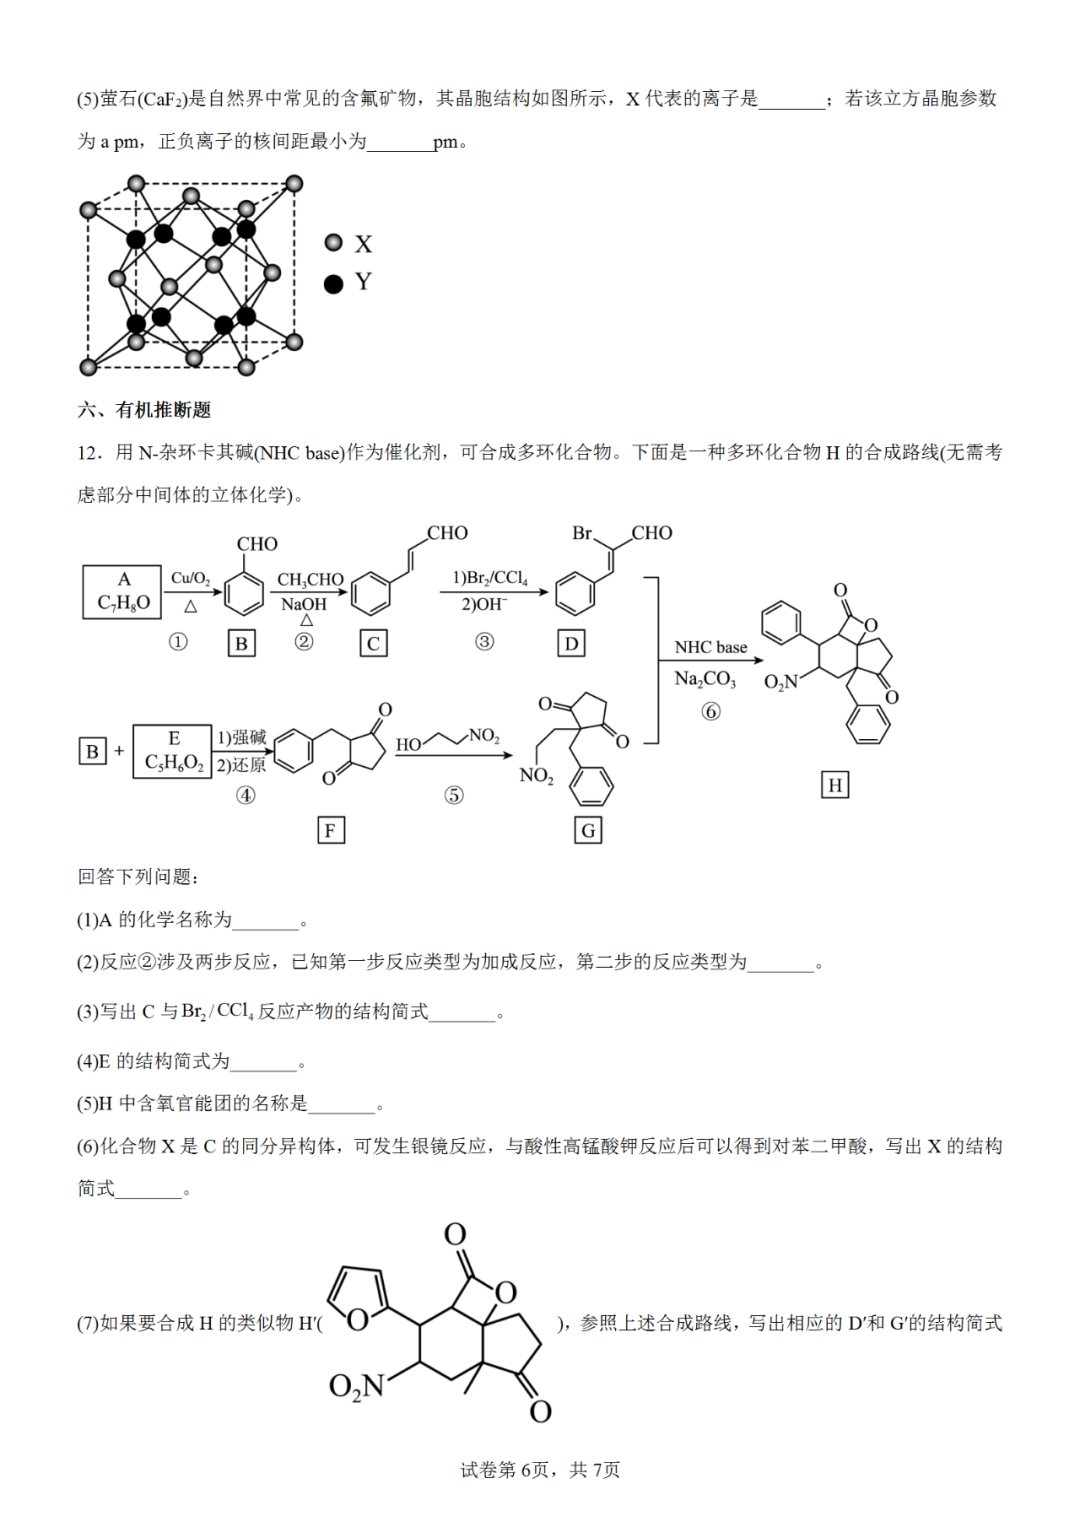 (5)萤石(CaF₂)是自然界中常见的含氟矿物，其晶胞结构如图所示，X 代表的离子是_______；若该立方晶胞参数
为 a pm，正负离子的核间距最小为_______pm。
X
Y
六、有机推断题
12．用 N-杂环卡其碱(NHC base)作为催化剂，可合成多环化合物。下面是一种多环化合物 H 的合成路线(无需考
虑部分中间体的立体化学)。
A
C₇H₈O
Cu/O₂
△
①
CHO
B
CH₃CHO
NaOH
△
②
CHO
C
1)Br₂/CCl₄
2)OH⁻
③
Br
CHO
D
NHC base
Na₂CO₃
⑥
O
O
O₂N
O
H
B + E
C₅H₆O₂
1)强碱
2)还原
④
O
O
F
HO
NO₂
⑤
O
O
NO₂
G
回答下列问题：
(1)A 的化学名称为_______。
(2)反应②涉及两步反应，已知第一步反应类型为加成反应，第二步的反应类型为_______。
(3)写出 C 与Br₂/CCl₄反应产物的结构简式_______。
(4)E 的结构简式为_______。
(5)H 中含氧官能团的名称是_______。
(6)化合物 X 是 C 的同分异构体，可发生银镜反应，与酸性高锰酸钾反应后可以得到对苯二甲酸，写出 X 的结构
简式_______。
O
O
O
O₂N
O
(7)如果要合成 H 的类似物 H′( )，参照上述合成路线，写出相应的 D′和 G′的结构简式
试卷第 6页，共 7页